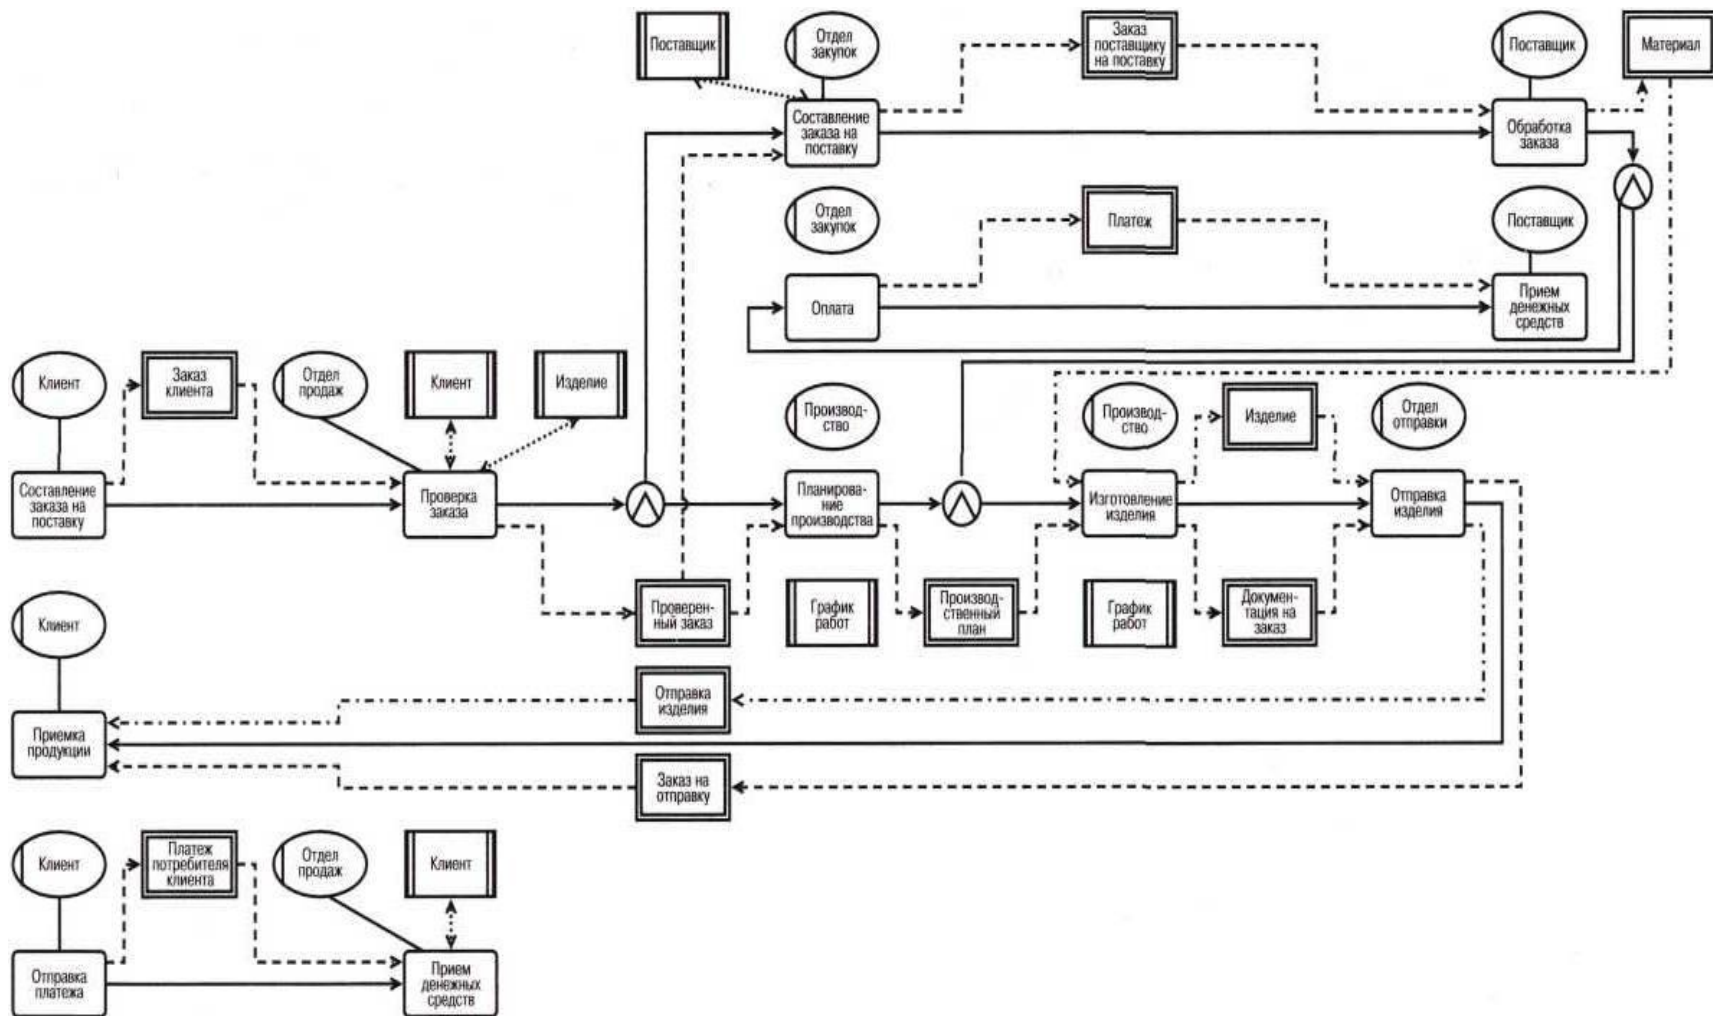 Поставщик
Отдел
закупок
Заказ
поставщику
на поставку
Поставщик
Материал
Составление
заказа на
поставку
Обработка
заказа
Отдел
закупок
Платеж
Поставщик
Оплата
Прием
денежных
средств
Клиент
Заказ
клиента
Отдел
продаж
Клиент
Изделие
Производ-
ство
Производ-
ство
Изделие
Отдел
отправки
Составление
заказа на
поставку
Проверка
заказа
Планирова-
ние
производства
Изготовление
изделия
Отправка
изделия
Клиент
Проверен-
ный заказ
График
работ
Производ-
ственный
план
График
работ
Докумен-
тация на
заказ
Отправка
изделия
Приемка
продукции
Заказ на
отправку
Клиент
Платеж
потребителя
клиента
Отдел
продаж
Клиент
Отправка
платежа
Прием
денежных
средств